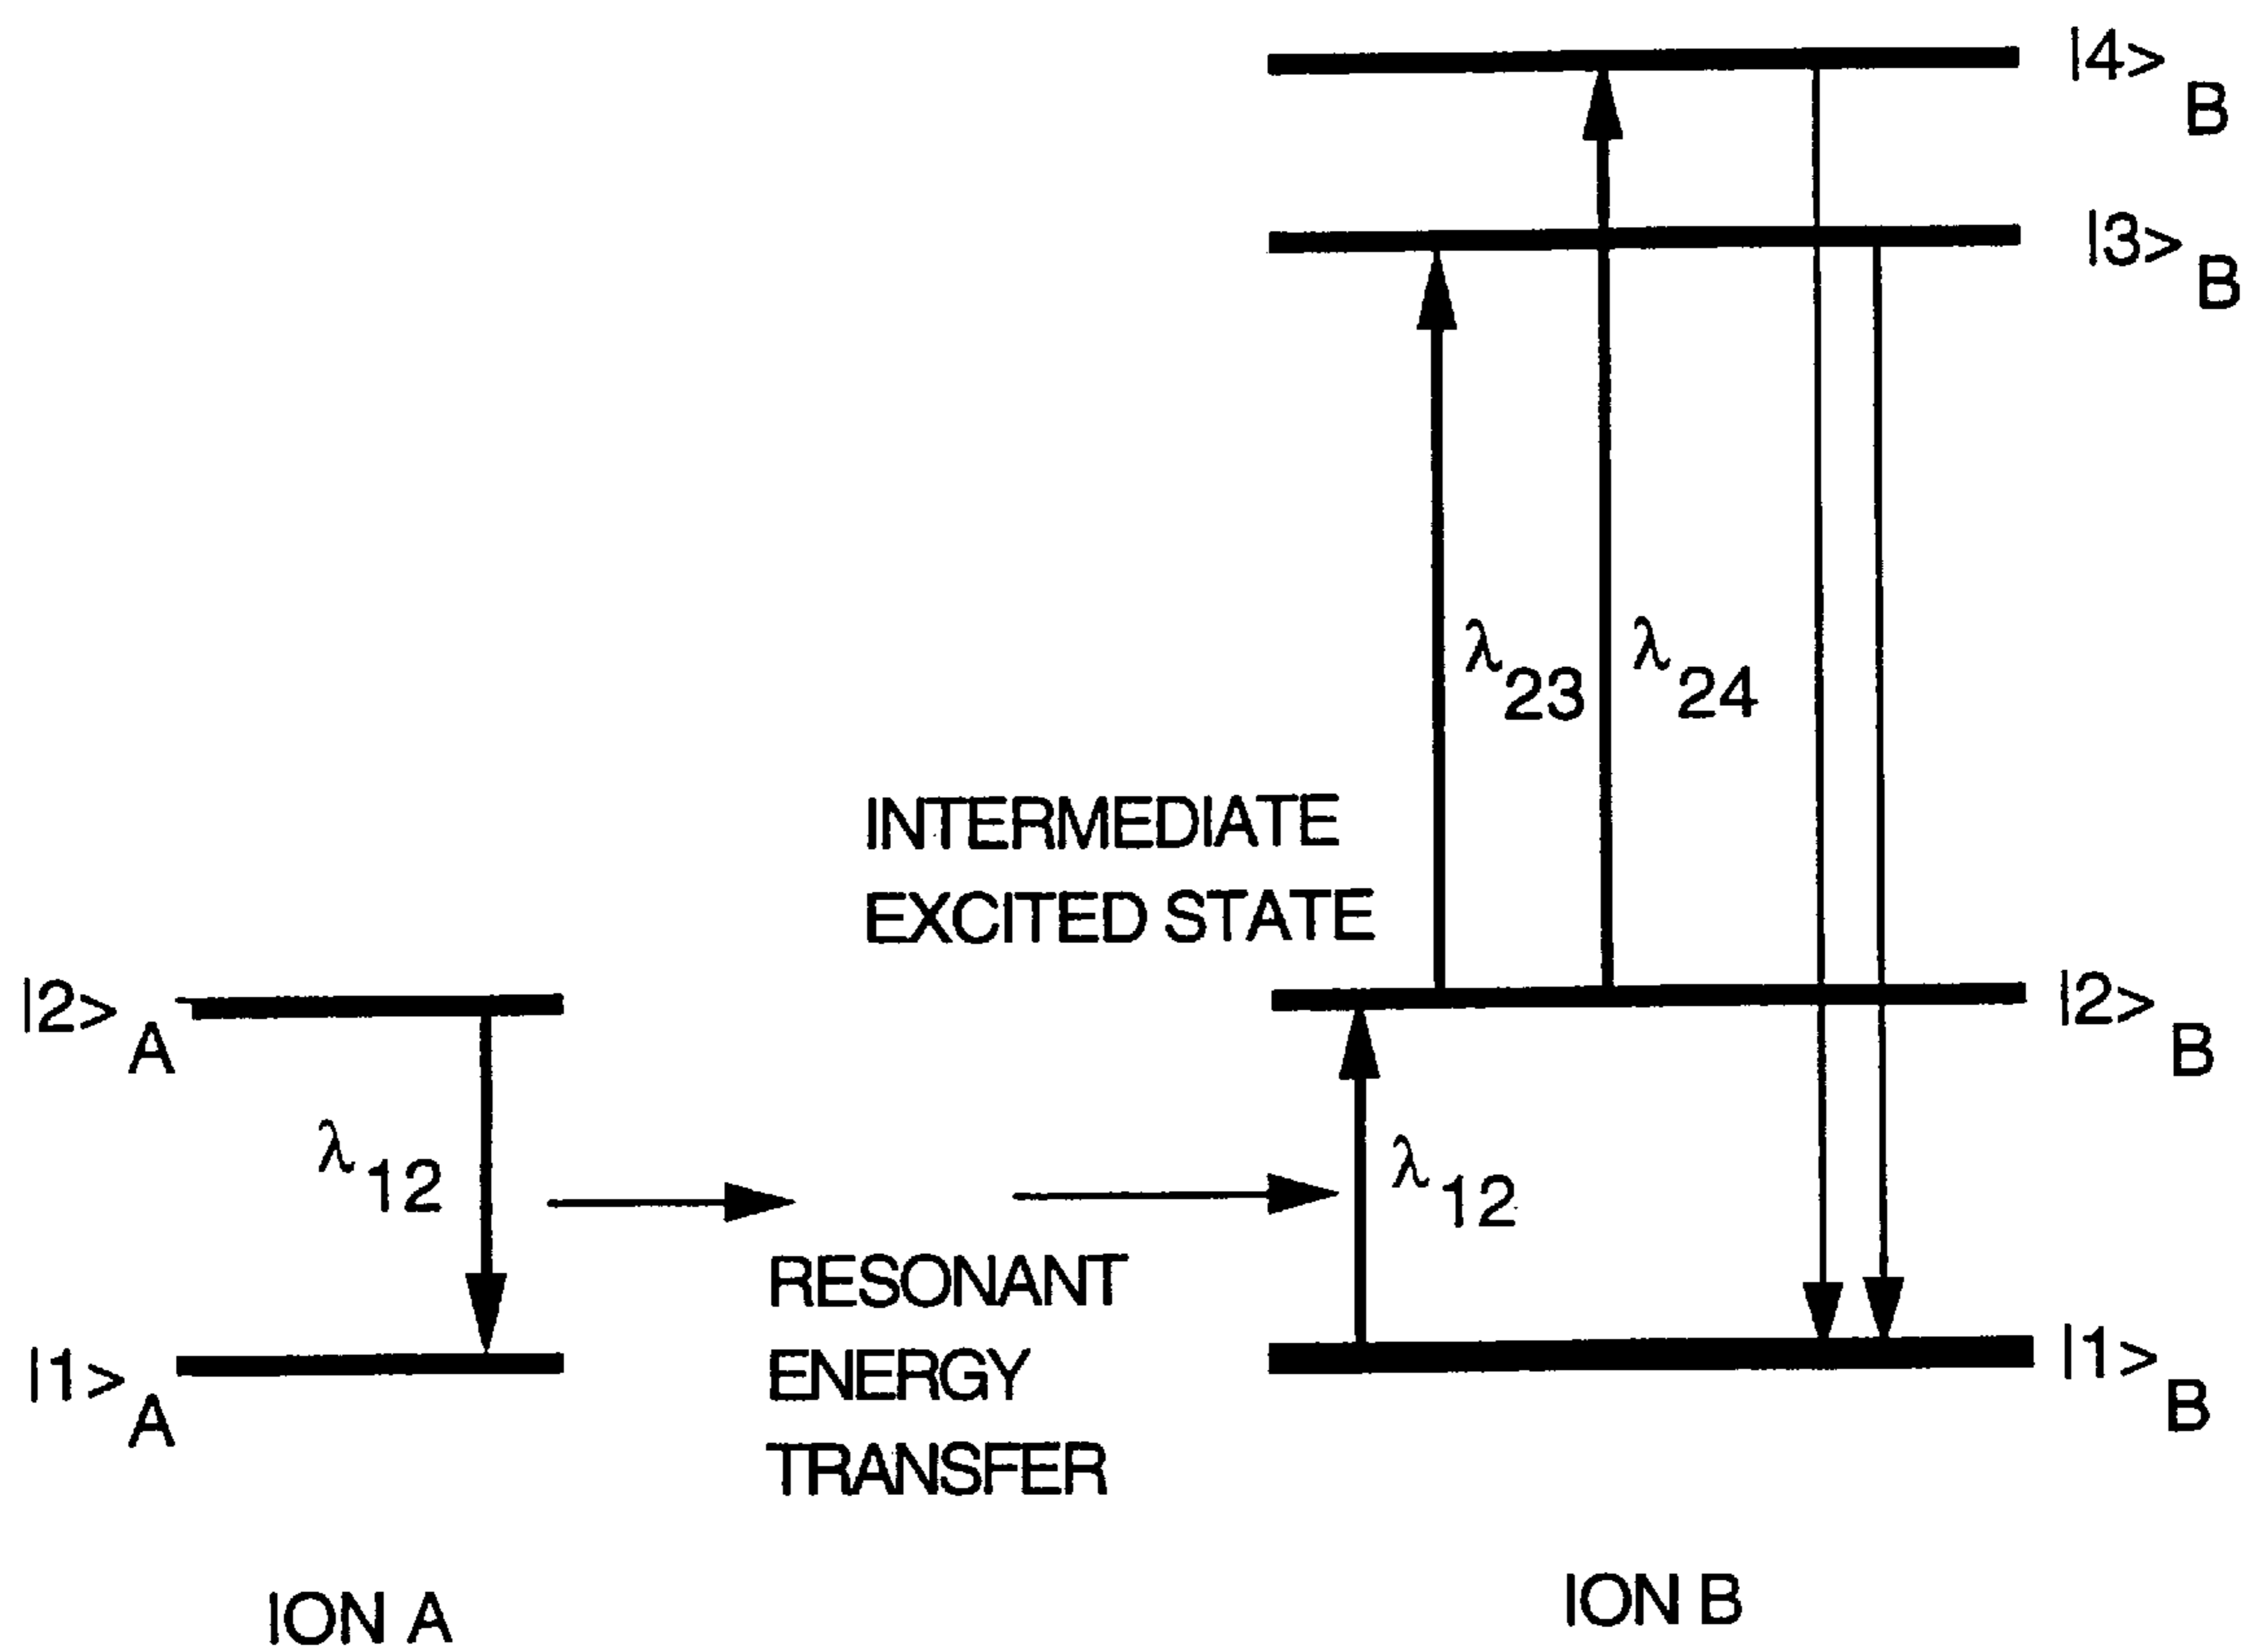 |4>B
|3>B
λ23
λ24
INTERMEDIATE
EXCITED STATE
|2>A
|2>B
λ12
λ12
RESONANT
ENERGY
TRANSFER
|1>A
|1>B
ION A
ION B